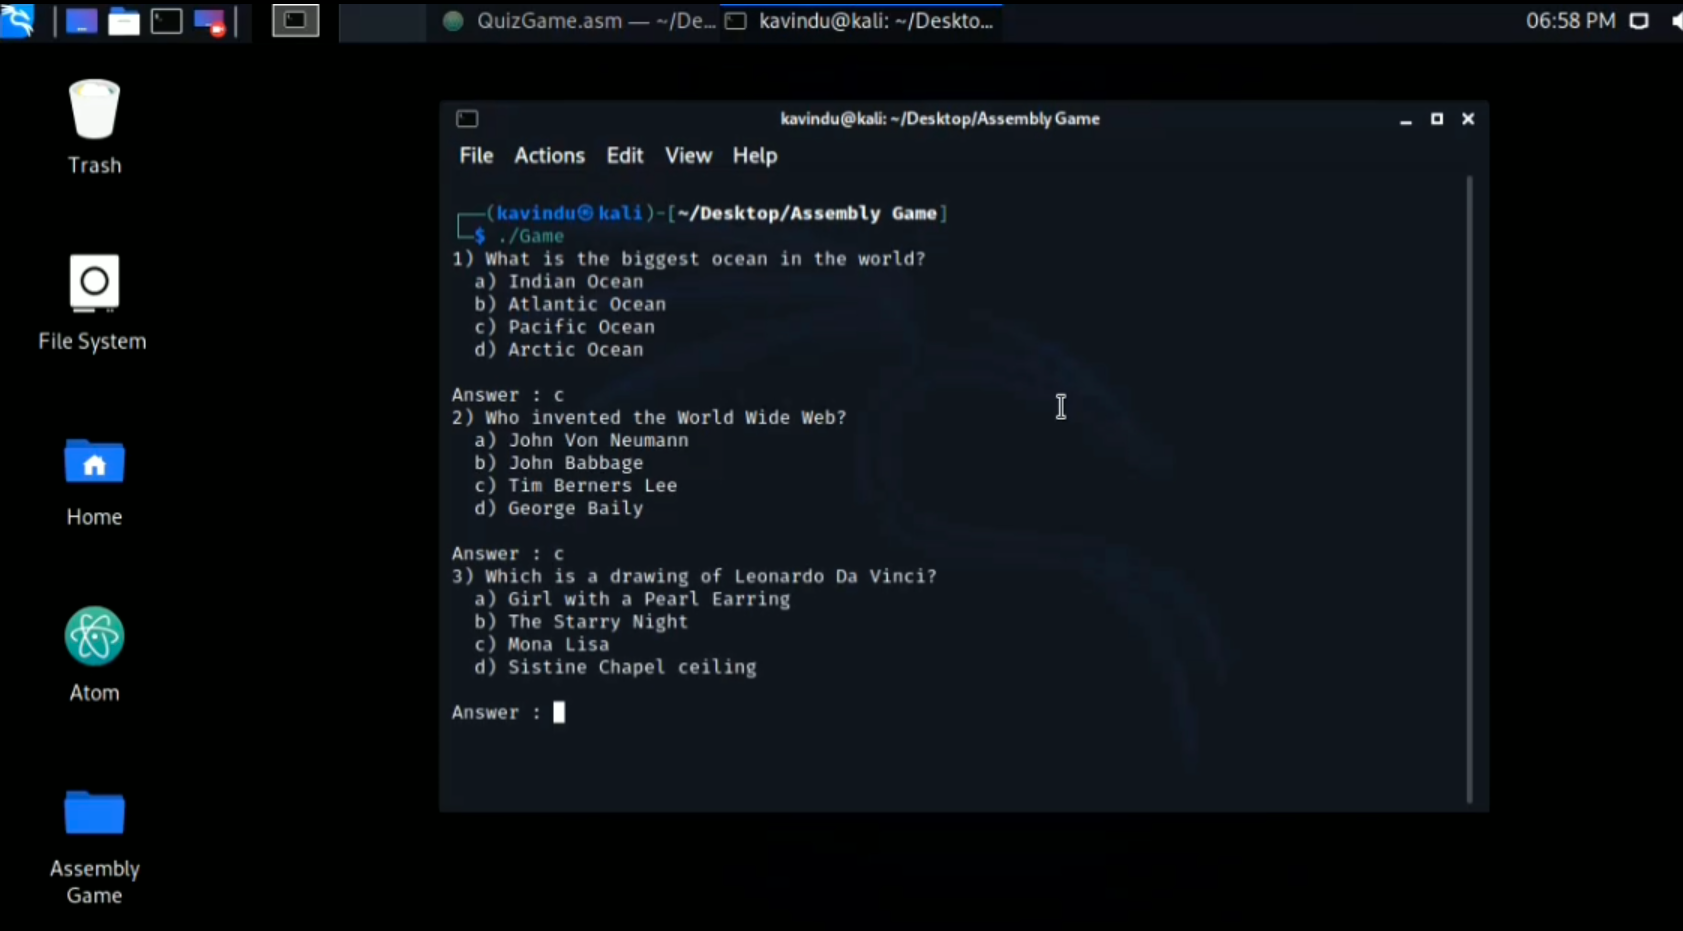 QuizGame.asm — ~/De...
kavindu@kali: ~/Deskto...
06:58 PM
Trash
File System
Home
Atom
Assembly
Game
kavindu@kali: ~/Desktop/Assembly Game
File Actions Edit View Help
(kavindu㉿kali)-[~/Desktop/Assembly Game]
$ ./Game
1) What is the biggest ocean in the world?
a) Indian Ocean
b) Atlantic Ocean
c) Pacific Ocean
d) Arctic Ocean
Answer : c
2) Who invented the World Wide Web?
a) John Von Neumann
b) John Babbage
c) Tim Berners Lee
d) George Baily
Answer : c
3) Which is a drawing of Leonardo Da Vinci?
a) Girl with a Pearl Earring
b) The Starry Night
c) Mona Lisa
d) Sistine Chapel ceiling
Answer :